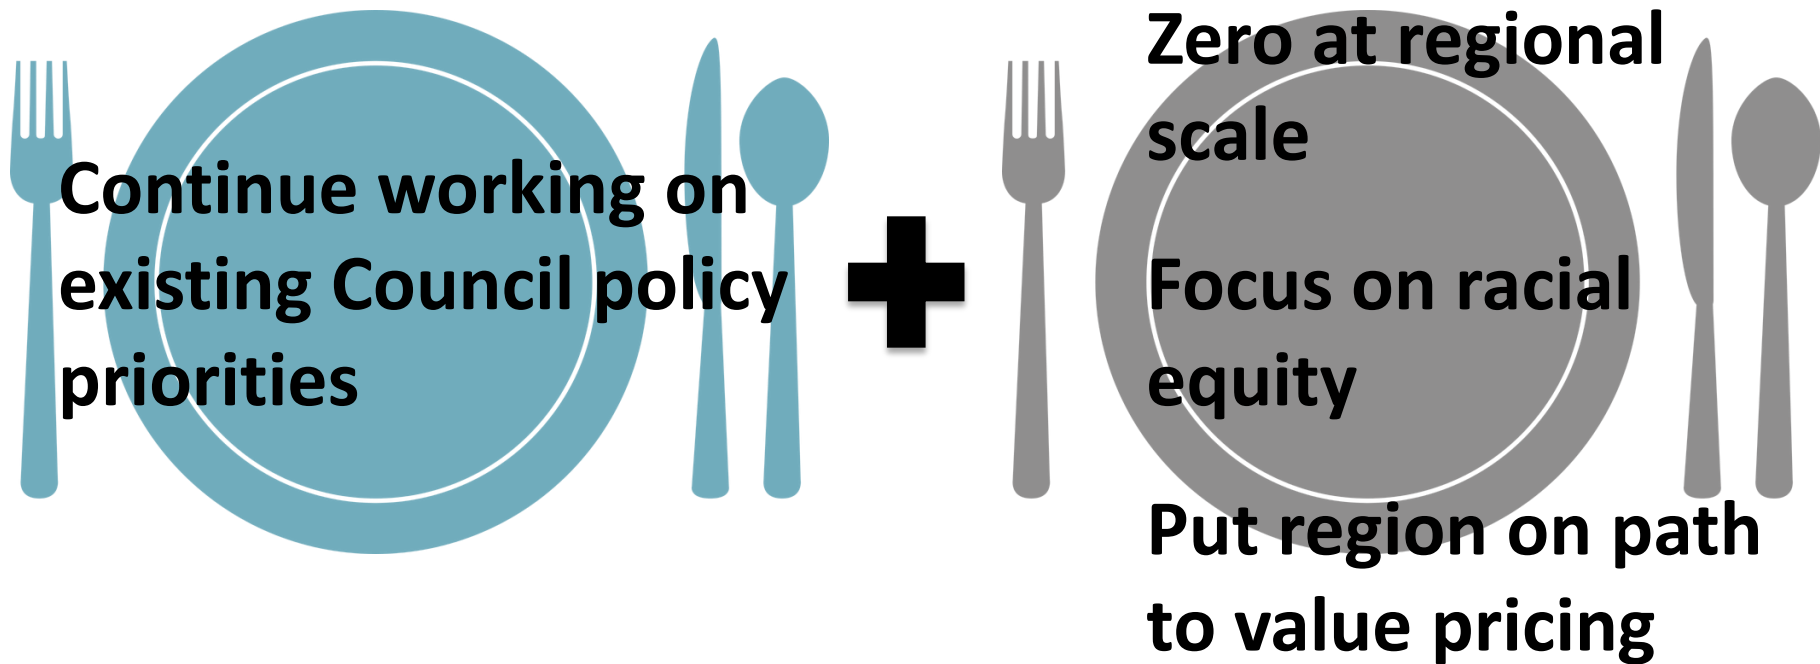 Continue working on
existing Council policy
priorities
Zero at regional
scale
Focus on racial
equity
Put region on path
to value pricing